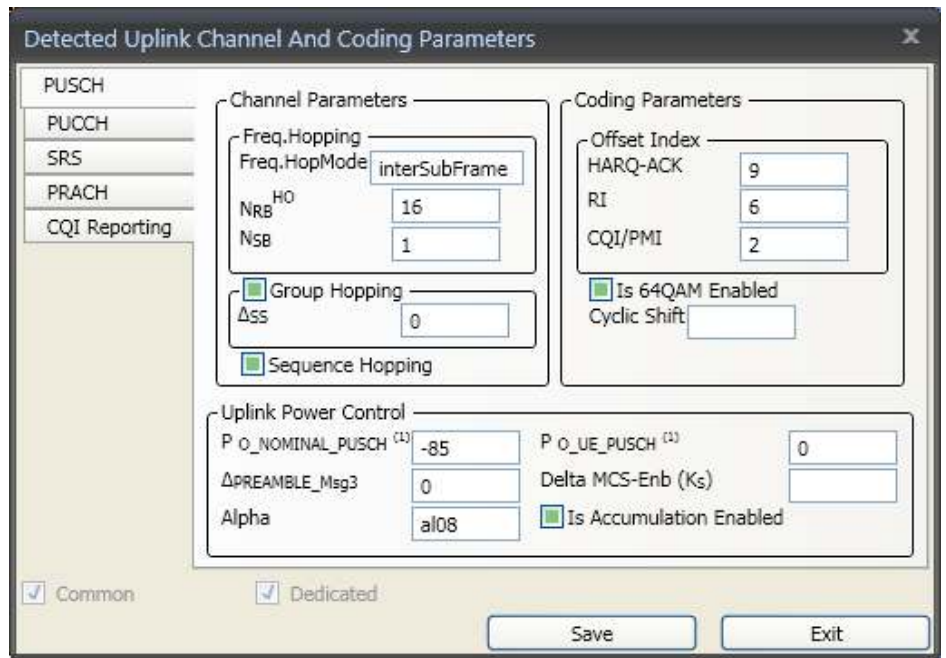 Detected Uplink Channel And Coding Parameters
PUSCH
PUCCH
SRS
PRACH
CQI Reporting
Channel Parameters
Freq.Hopping
Freq.HopMode interSubFrame
NRB^HO 16
NSB 1
Group Hopping
Δss 0
Sequence Hopping
Coding Parameters
Offset Index
HARQ-ACK 9
RI 6
CQI/PMI 2
Is 64QAM Enabled
Cyclic Shift
Uplink Power Control
P O_NOMINAL_PUSCH (1) -85
ΔPREAMBLE_Msg3 0
Alpha al08
P O_UE_PUSCH (1) 0
Delta MCS-Enb (Ks)
Is Accumulation Enabled
Common
Dedicated
Save
Exit